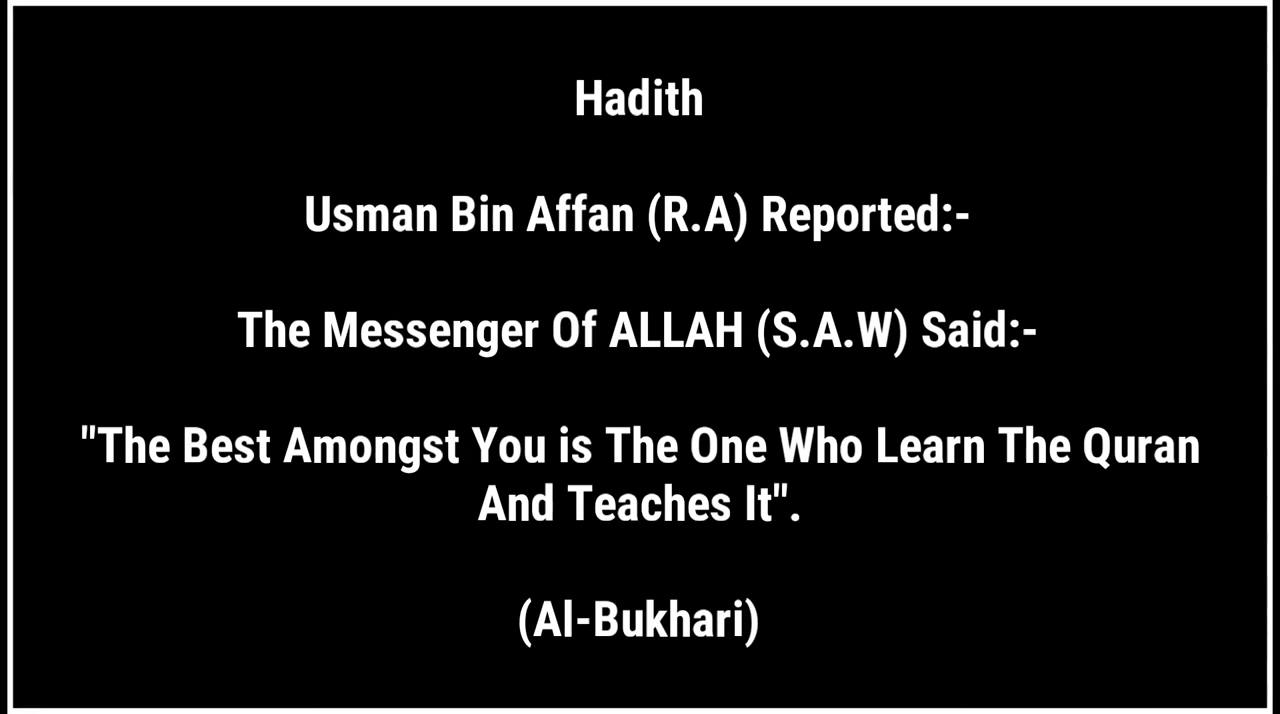 Hadith
Usman Bin Affan (R.A) Reported:-
The Messenger Of ALLAH (S.A.W) Said:-
"The Best Amongst You is The One Who Learn The Quran
And Teaches It".
(Al-Bukhari)